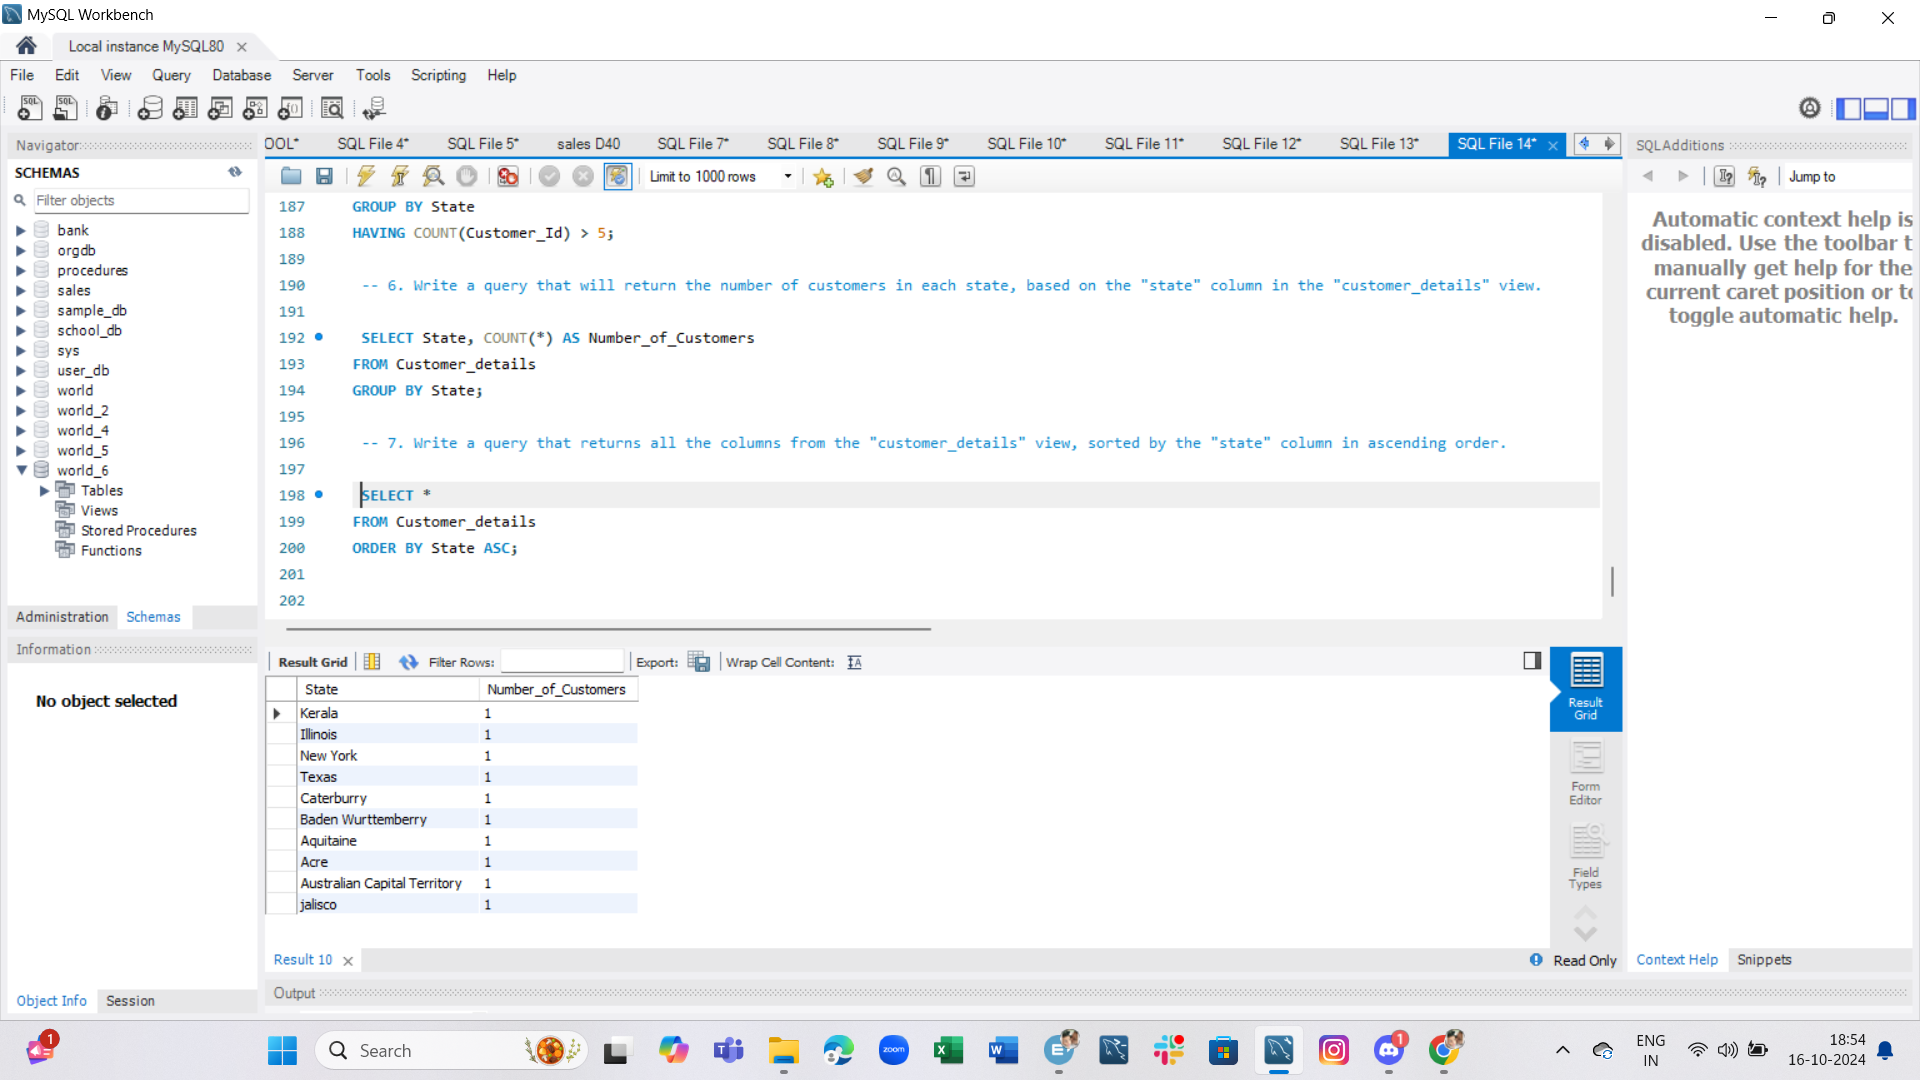 MySQL Workbench
Local instance MySQL80
File Edit View Query Database Server Tools Scripting Help
Navigator
SCHEMAS
Filter objects
bank
orgdb
procedures
sales
sample_db
school_db
sys
user_db
world
world_2
world_4
world_5
world_6
Tables
Views
Stored Procedures
Functions
Administration Schemas
Information
No object selected
Object Info Session
OOL* SQL File 4* SQL File 5* sales D40 SQL File 7* SQL File 8* SQL File 9* SQL File 10* SQL File 11* SQL File 12* SQL File 13* SQL File 14*
Limit to 1000 rows
187 GROUP BY State
188 HAVING COUNT(Customer_Id) > 5;
189
190 -- 6. Write a query that will return the number of customers in each state, based on the "state" column in the "customer_details" view.
191
192 SELECT State, COUNT(*) AS Number_of_Customers
193 FROM Customer_details
194 GROUP BY State;
195
196 -- 7. Write a query that returns all the columns from the "customer_details" view, sorted by the "state" column in ascending order.
197
198 SELECT *
199 FROM Customer_details
200 ORDER BY State ASC;
201
202
Result Grid Filter Rows: Export: Wrap Cell Content:
State Number_of_Customers
Kerala 1
Illinois 1
New York 1
Texas 1
Caterburry 1
Baden Wurttemberry 1
Aquitaine 1
Acre 1
Australian Capital Territory 1
jalisco 1
Result
Grid
Form
Editor
Field
Types
Result 10
Read Only
Output
SQLAdditions
Jump to
Automatic context help is
disabled. Use the toolbar t
manually get help for the
current caret position or to
toggle automatic help.
Context Help Snippets
1
Search
zoom
1
ENG
IN
18:54
16-10-2024